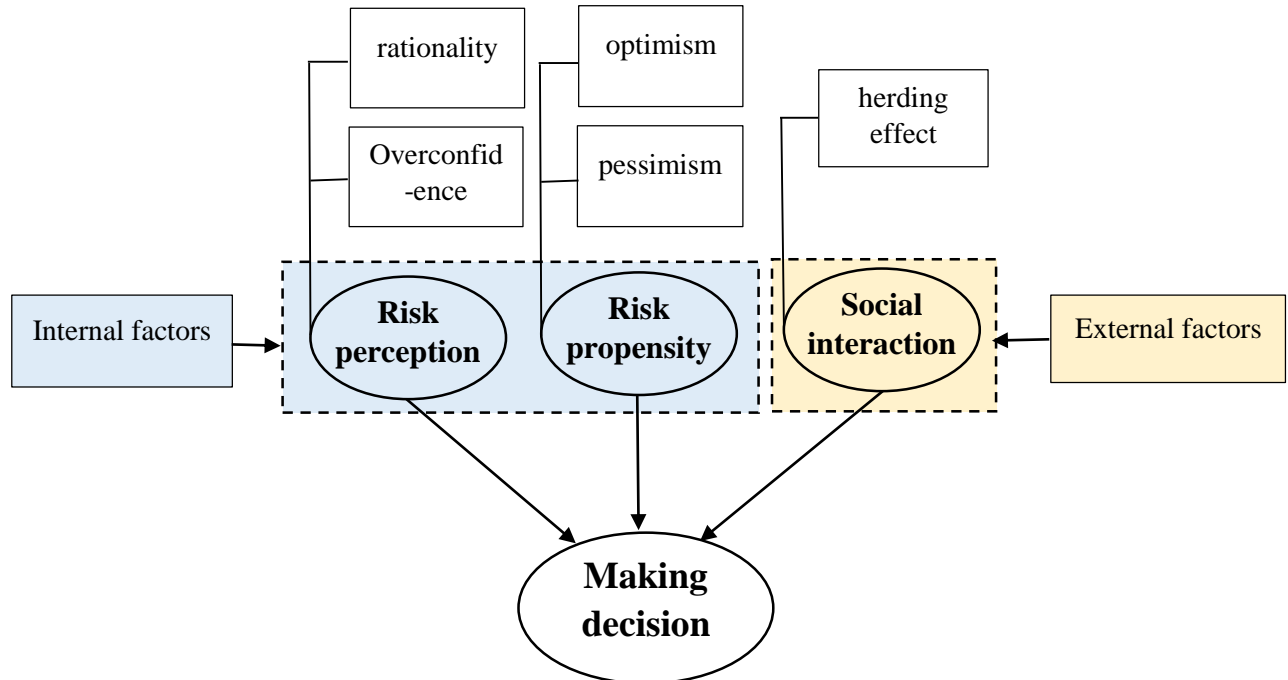 rationality
optimism
herding
effect
Overconfid
-ence
pessimism
Internal factors
Risk
perception
Risk
propensity
Social
interaction
External factors
Making
decision